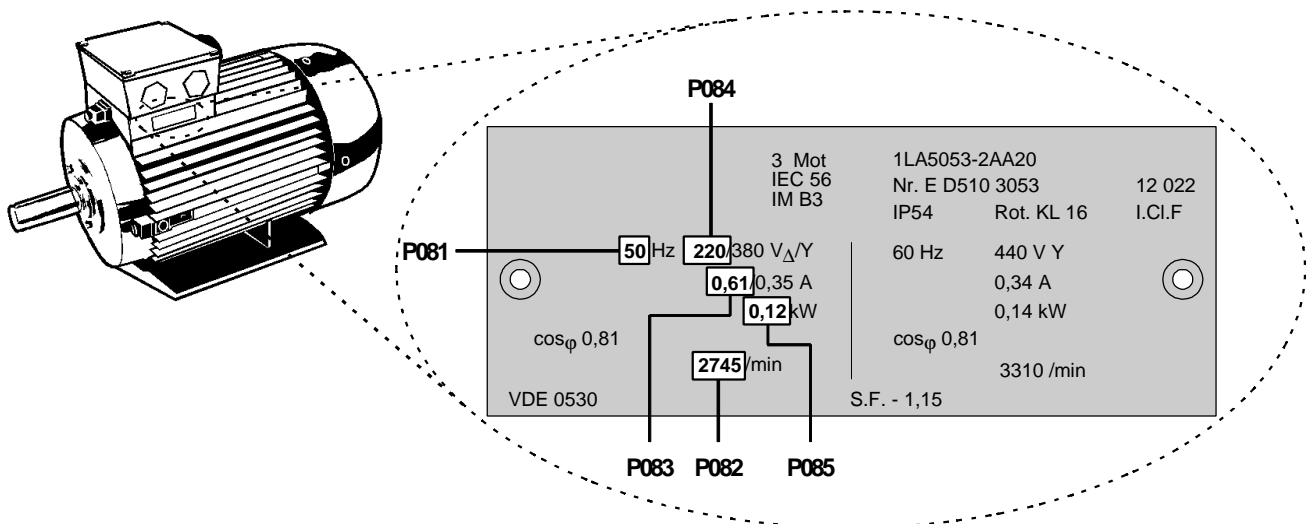 P084
3 Mot
IEC 56
IM B3
1LA5053-2AA20
Nr. E D510 3053
12 022
IP54
Rot. KL 16
I.Cl.F
P081
50 Hz
220/380 V∆/Y
60 Hz
440 V Y
0,61/0,35 A
0,34 A
0,12 kW
0,14 kW
cosφ 0,81
cosφ 0,81
2745/min
3310 /min
VDE 0530
S.F. - 1,15
P083
P082
P085